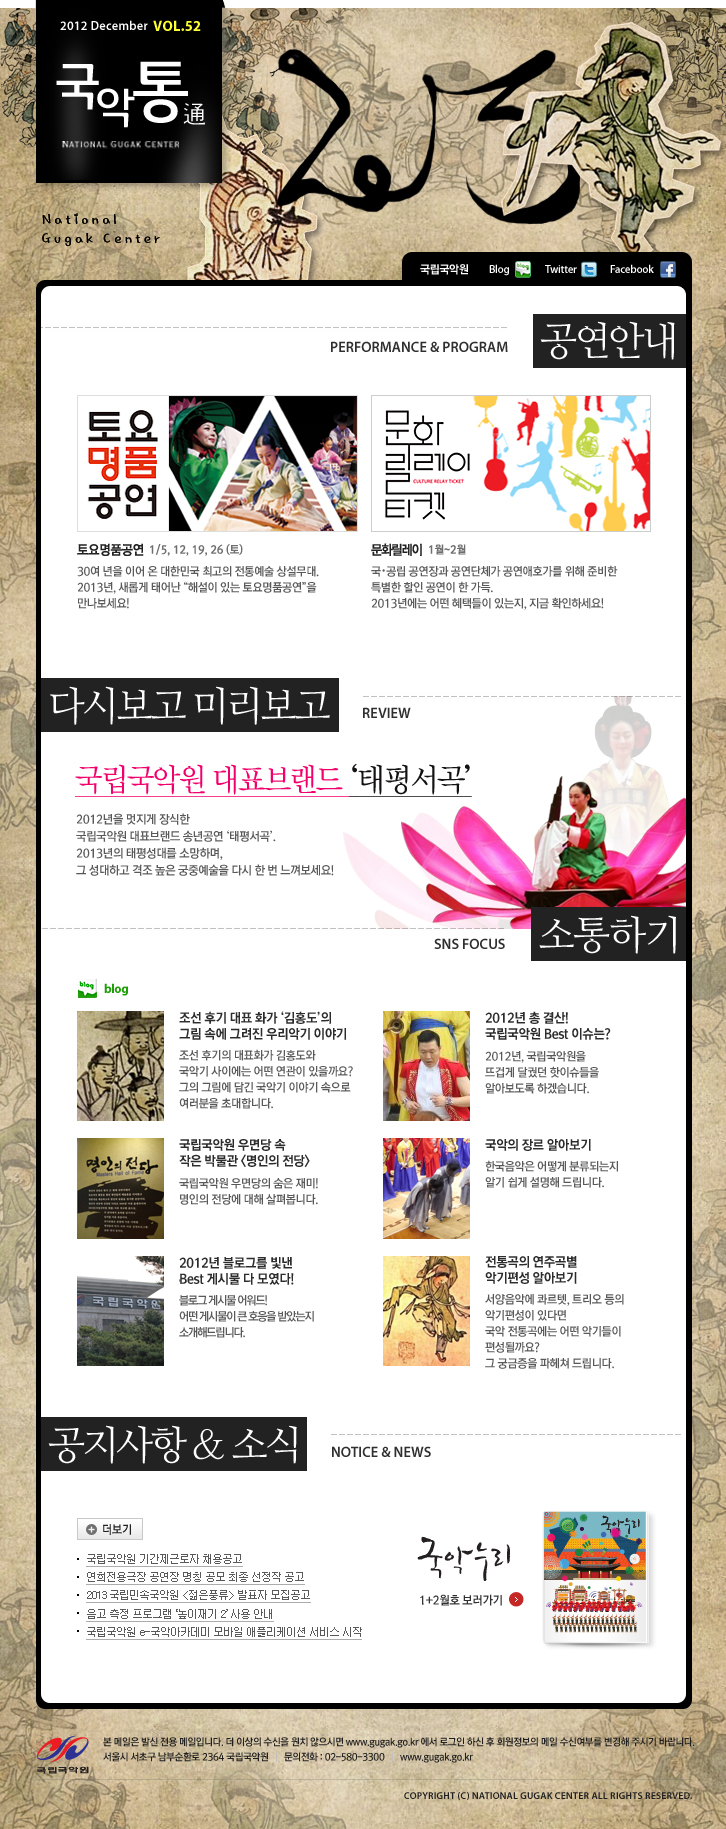 2012 December VOL.52
국악통通
NATIONAL GUGAK CENTER
National
Gugak Center
국립국악원 Blog Twitter Facebook
공연안내
PERFORMANCE & PROGRAM
토요
명품
공연
문화
릴레이
CULTURE RELAY TICKET
티켓
토요명품공연 1/5, 12, 19, 26 (토)
30여 년을 이어 온 대한민국 최고의 전통예술 상설무대.
2013년, 새롭게 태어난 "해설이 있는 토요명품공연"을
만나보세요!
문화릴레이 1월~2월
국·공립 공연장과 공연단체가 공연애호가를 위해 준비한
특별한 할인 공연이 한 가득.
2013년에는 어떤 혜택들이 있는지, 지금 확인하세요!
다시보고 미리보고
REVIEW
국립국악원 대표브랜드 '태평서곡'
2012년을 멋지게 장식한
국립국악원 대표브랜드 송년공연 '태평서곡'.
2013년의 태평성대를 소망하며,
그 성대하고 격조 높은 궁중예술을 다시 한 번 느껴보세요!
소통하기
SNS FOCUS
blog blog
조선 후기 대표 화가 '김홍도'의
그림 속에 그려진 우리악기 이야기
조선 후기의 대표화가 김홍도와
국악기 사이에는 어떤 연관이 있을까요?
그의 그림에 담긴 국악기 이야기 속으로
여러분을 초대합니다.
2012년 총 결산!
국립국악원 Best 이슈는?
2012년, 국립국악원을
뜨겁게 달궜던 핫이슈들을
알아보도록 하겠습니다.
명인의 전당
Masters Hall of Fame
국립국악원 우면당 속
작은 박물관 <명인의 전당>
국립국악원 우면당의 숨은 재미!
명인의 전당에 대해 살펴봅니다.
국악의 장르 알아보기
한국음악은 어떻게 분류되는지
알기 쉽게 설명해 드립니다.
국립국악원
2012년 블로그를 빛낸
Best 게시물 다 모였다!
블로그 게시물 어워드!
어떤 게시물이 큰 호응을 받았는지
소개해드립니다.
전통곡의 연주곡별
악기편성 알아보기
서양음악에 콰르텟, 트리오 등의
악기편성이 있다면
국악 전통곡에는 어떤 악기들이
편성될까요?
그 궁금증을 파헤쳐 드립니다.
공지사항 & 소식
NOTICE & NEWS
더보기
국립국악원 기간제근로자 채용공고
연희전용극장 공연장 명칭 공모 최종 선정작 공고
2013 국립민속국악원 <젊은풍류> 발표자 모집공고
음고 측정 프로그램 '높이재기 2' 사용 안내
국립국악원 e-국악아카데미 모바일 애플리케이션 서비스 시작
국악누리
1+2월호 보러가기
국악누리
국립국악원
본 메일은 발신 전용 메일입니다. 더 이상의 수신을 원치 않으시면 www.gugak.go.kr 에서 로그인 하신 후 회원정보의 메일 수신여부를 변경해 주시기 바랍니다.
서울시 서초구 남부순환로 2364 국립국악원 문의전화 : 02-580-3300 www.gugak.go.kr
COPYRIGHT (C) NATIONAL GUGAK CENTER ALL RIGHTS RESERVED.